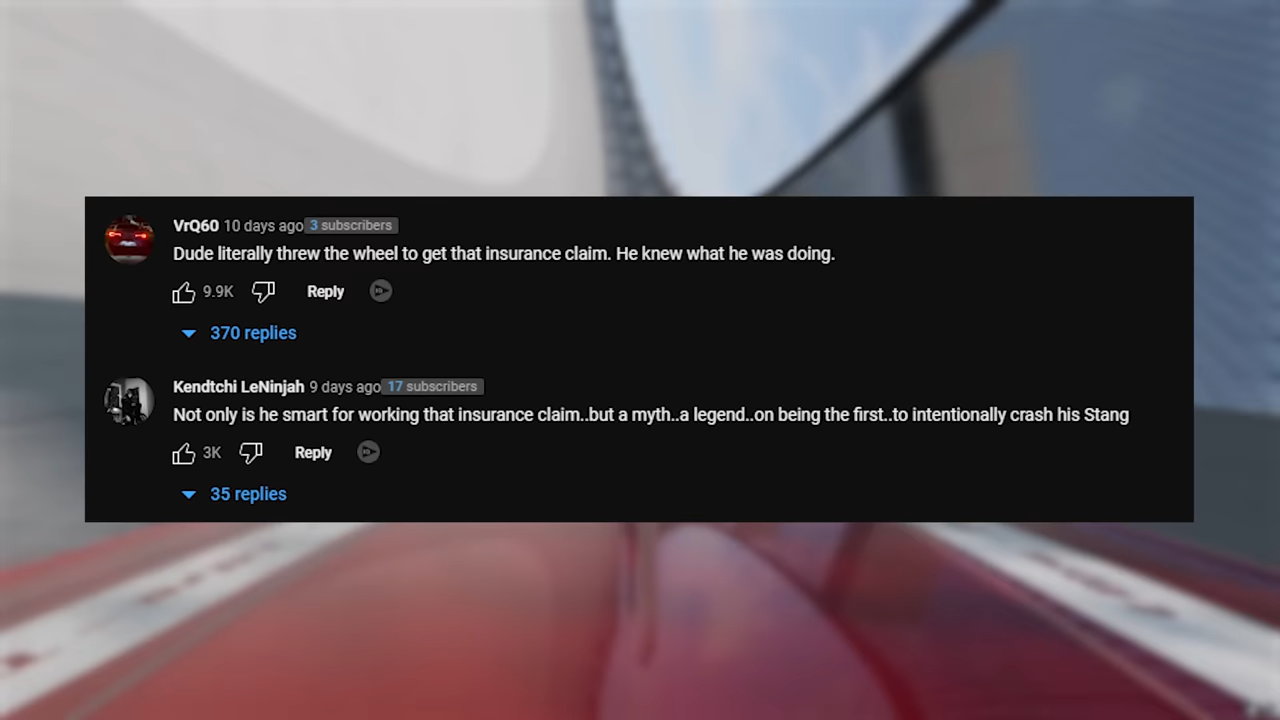 VrQ60 10 days ago 3 subscribers
Dude literally threw the wheel to get that insurance claim. He knew what he was doing.
9.9K Reply
370 replies
Kendtchi LeNinjah 9 days ago 17 subscribers
Not only is he smart for working that insurance claim..but a myth..a legend..on being the first..to intentionally crash his Stang
3K Reply
35 replies